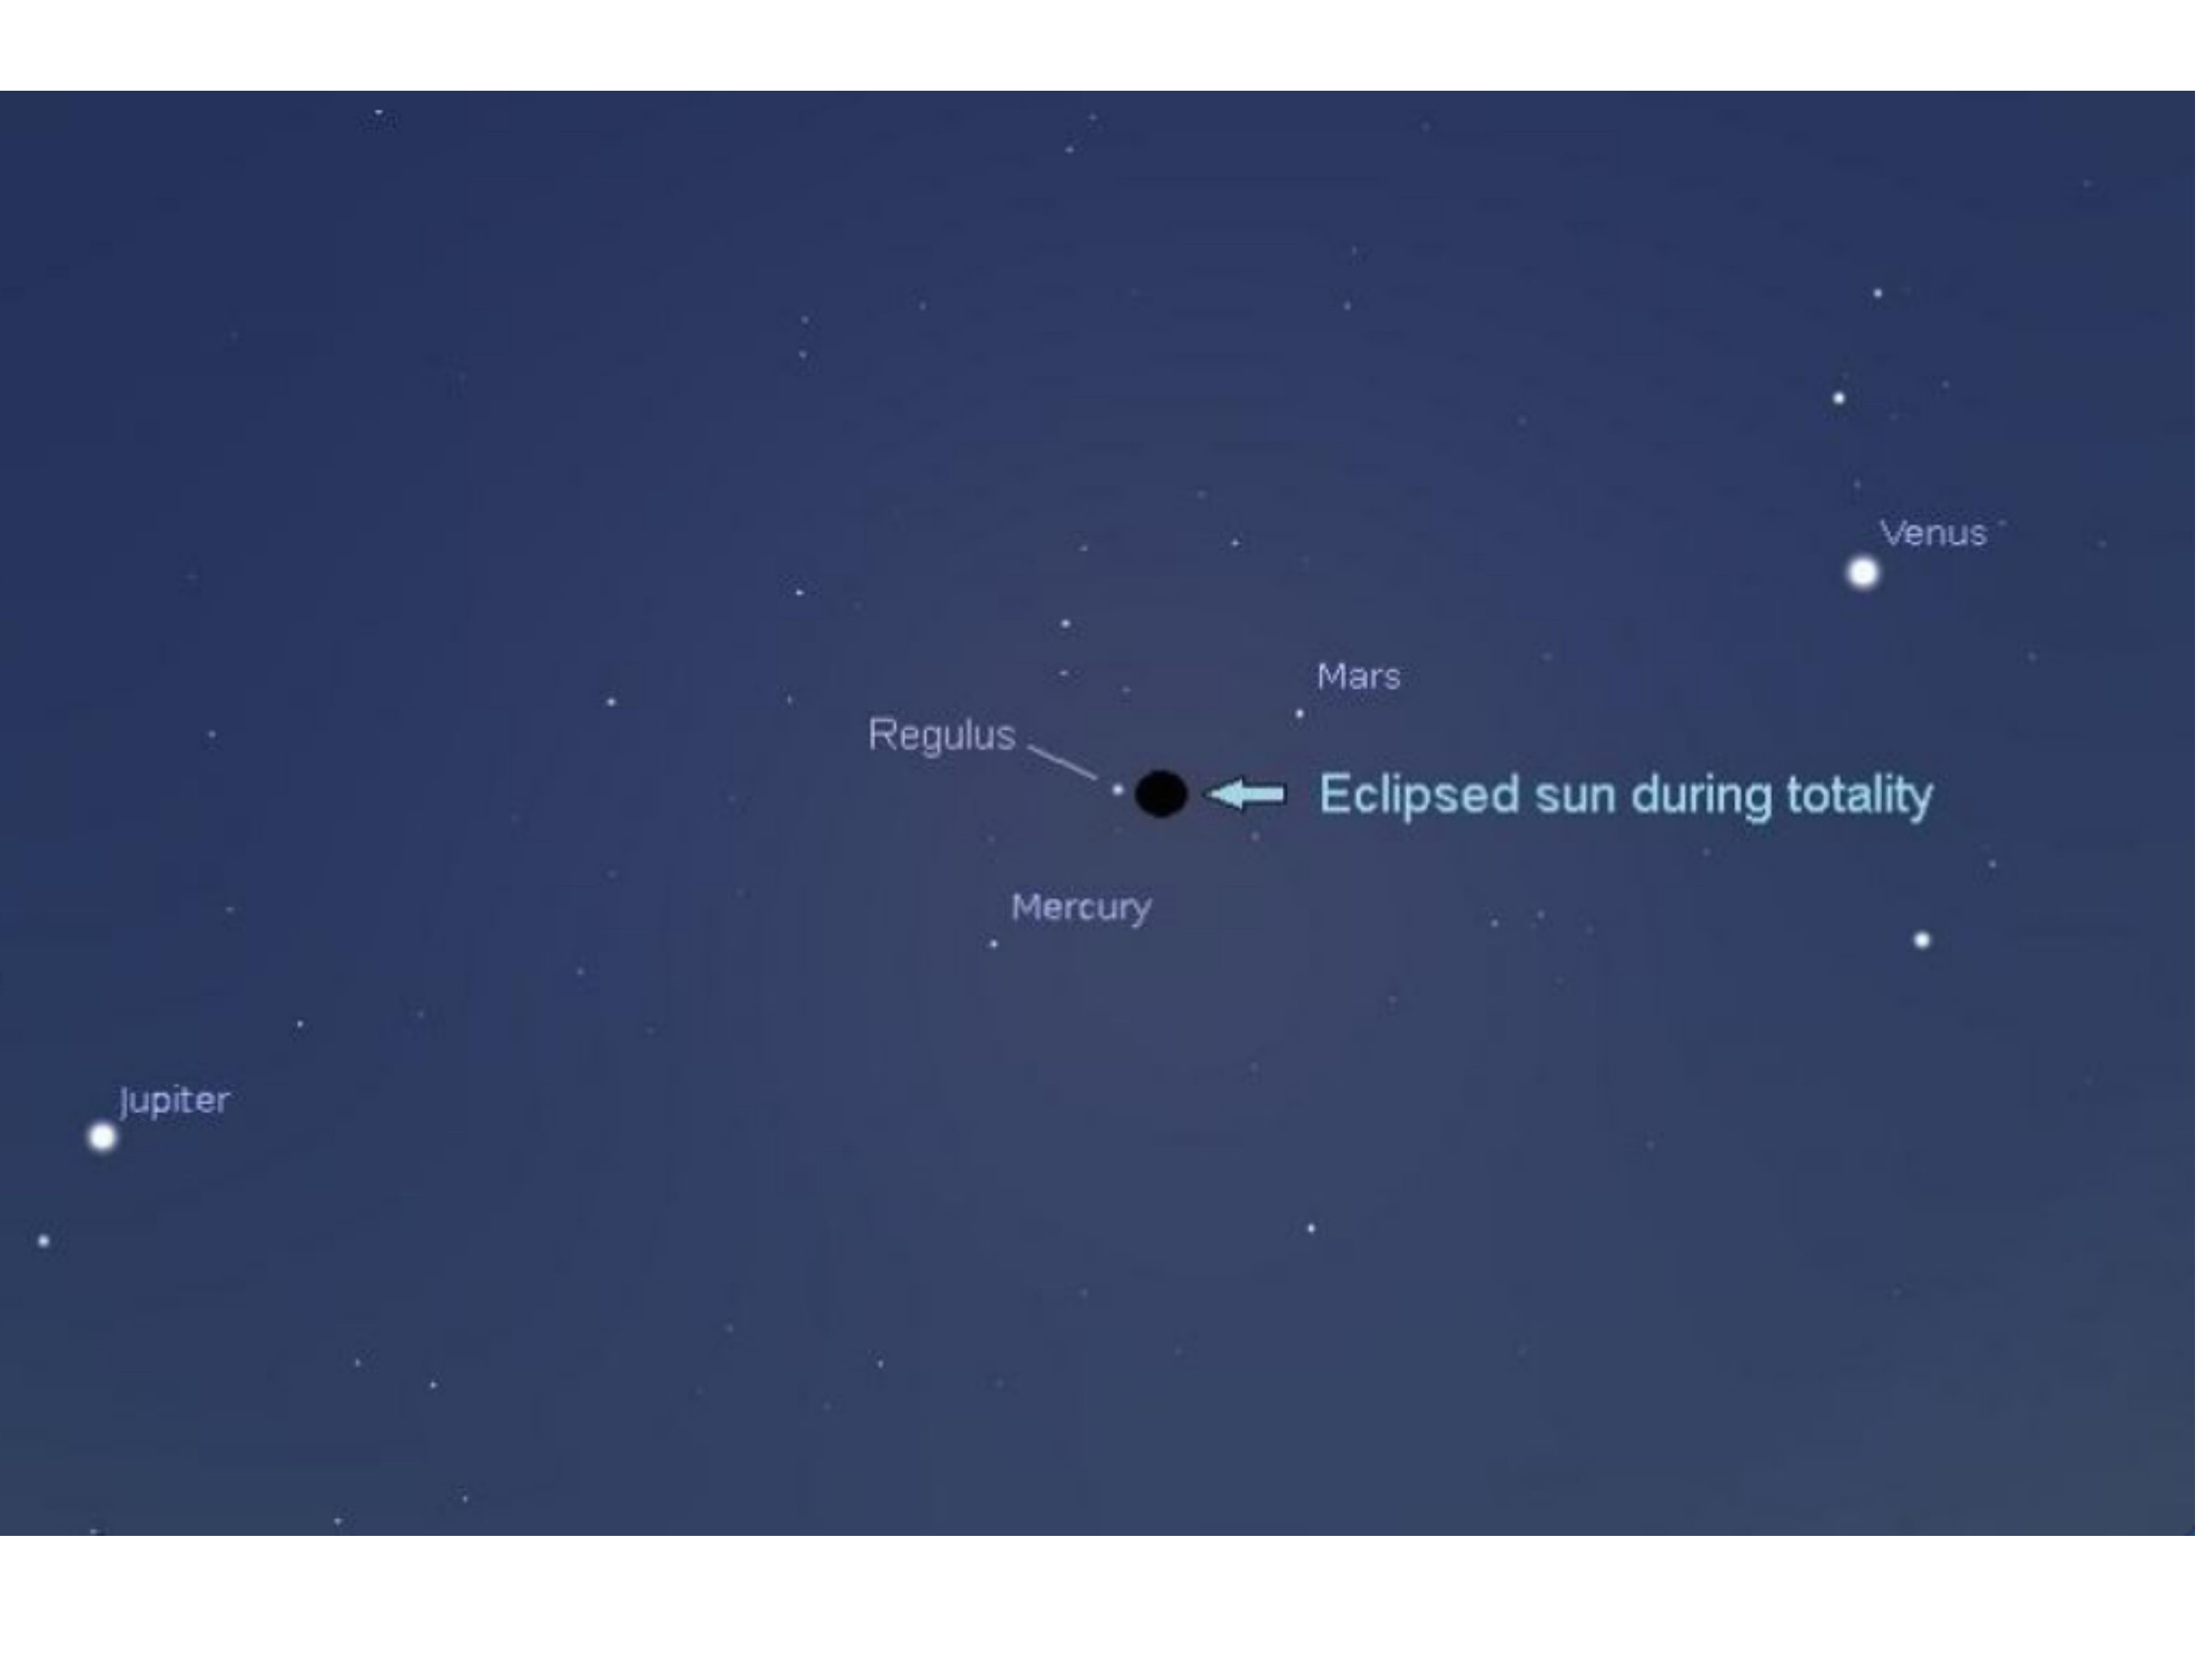 Venus
Mars
Regulus
Eclipsed sun during totality
Mercury
Jupiter